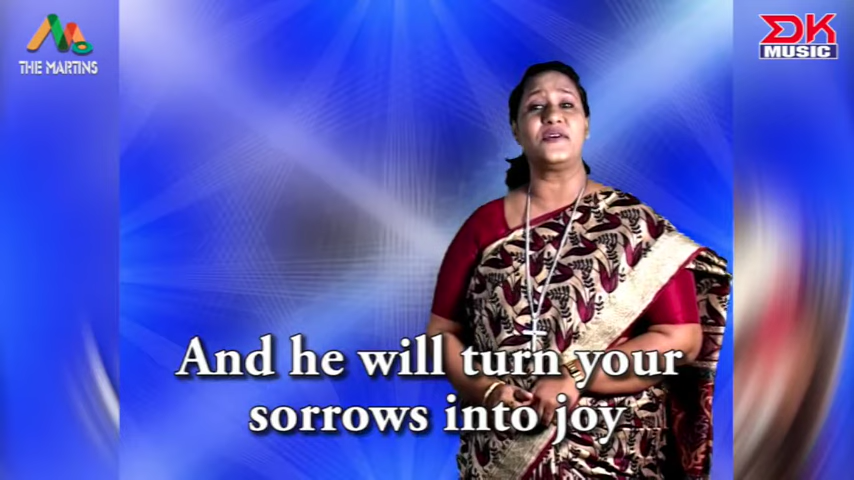 THE MARTINS
DK
MUSIC
And he will turn your
sorrows into joy